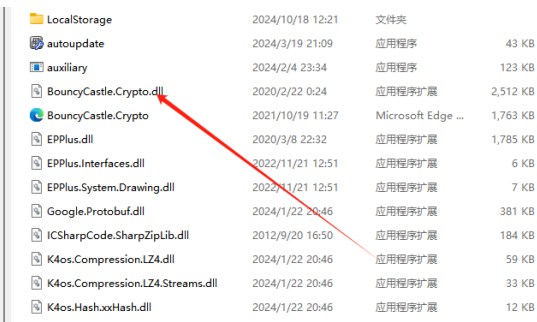 LocalStorage 2024/10/18 12:21 文件夹
autoupdate 2024/3/19 21:09 应用程序 43 KB
auxiliary 2024/2/4 23:34 应用程序 123 KB
BouncyCastle.Crypto.dll 2020/2/22 0:24 应用程序扩展 2,512 KB
BouncyCastle.Crypto 2021/10/19 11:27 Microsoft Edge ... 1,763 KB
EPPlus.dll 2020/3/8 22:32 应用程序扩展 1,785 KB
EPPlus.Interfaces.dll 2022/11/21 12:51 应用程序扩展 6 KB
EPPlus.System.Drawing.dll 2022/11/21 12:51 应用程序扩展 7 KB
Google.Protobuf.dll 2024/1/22 20:46 应用程序扩展 381 KB
ICSharpCode.SharpZipLib.dll 2012/9/20 16:50 应用程序扩展 184 KB
K4os.Compression.LZ4.dll 2024/1/22 20:46 应用程序扩展 59 KB
K4os.Compression.LZ4.Streams.dll 2024/1/22 20:46 应用程序扩展 33 KB
K4os.Hash.xxHash.dll 2024/1/22 20:46 应用程序扩展 12 KB